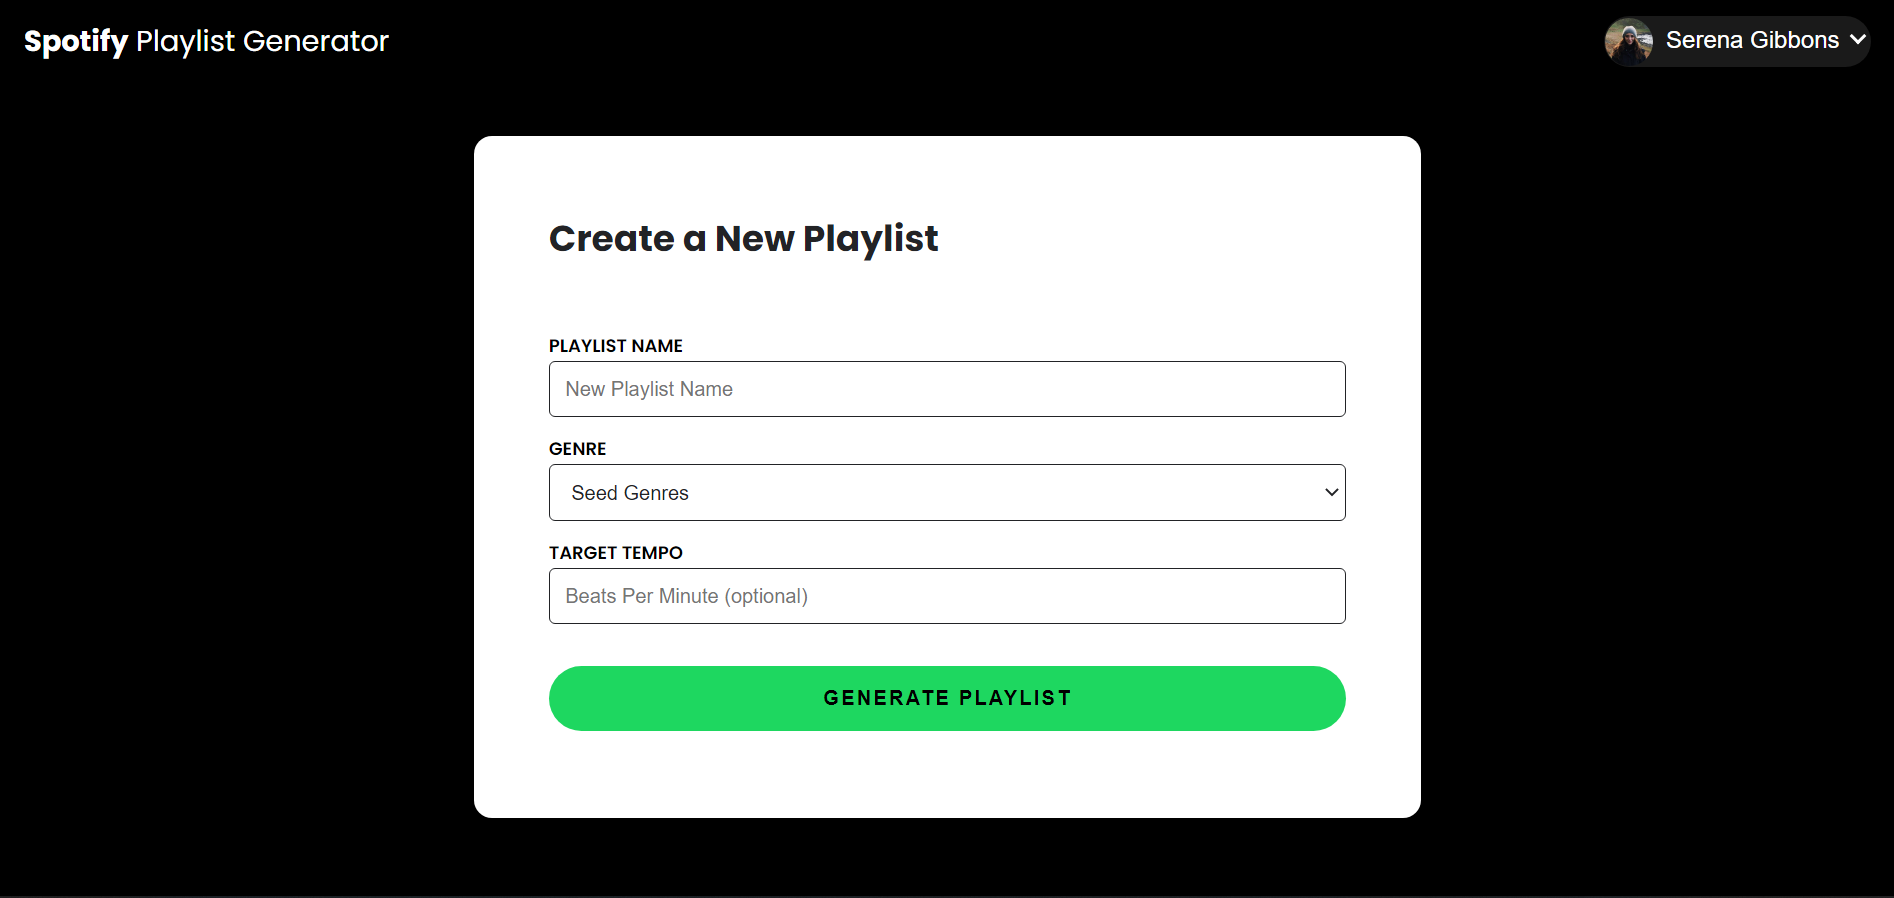 Spotify Playlist Generator
Serena Gibbons
Create a New Playlist
PLAYLIST NAME
New Playlist Name
GENRE
Seed Genres
TARGET TEMPO
Beats Per Minute (optional)
GENERATE PLAYLIST